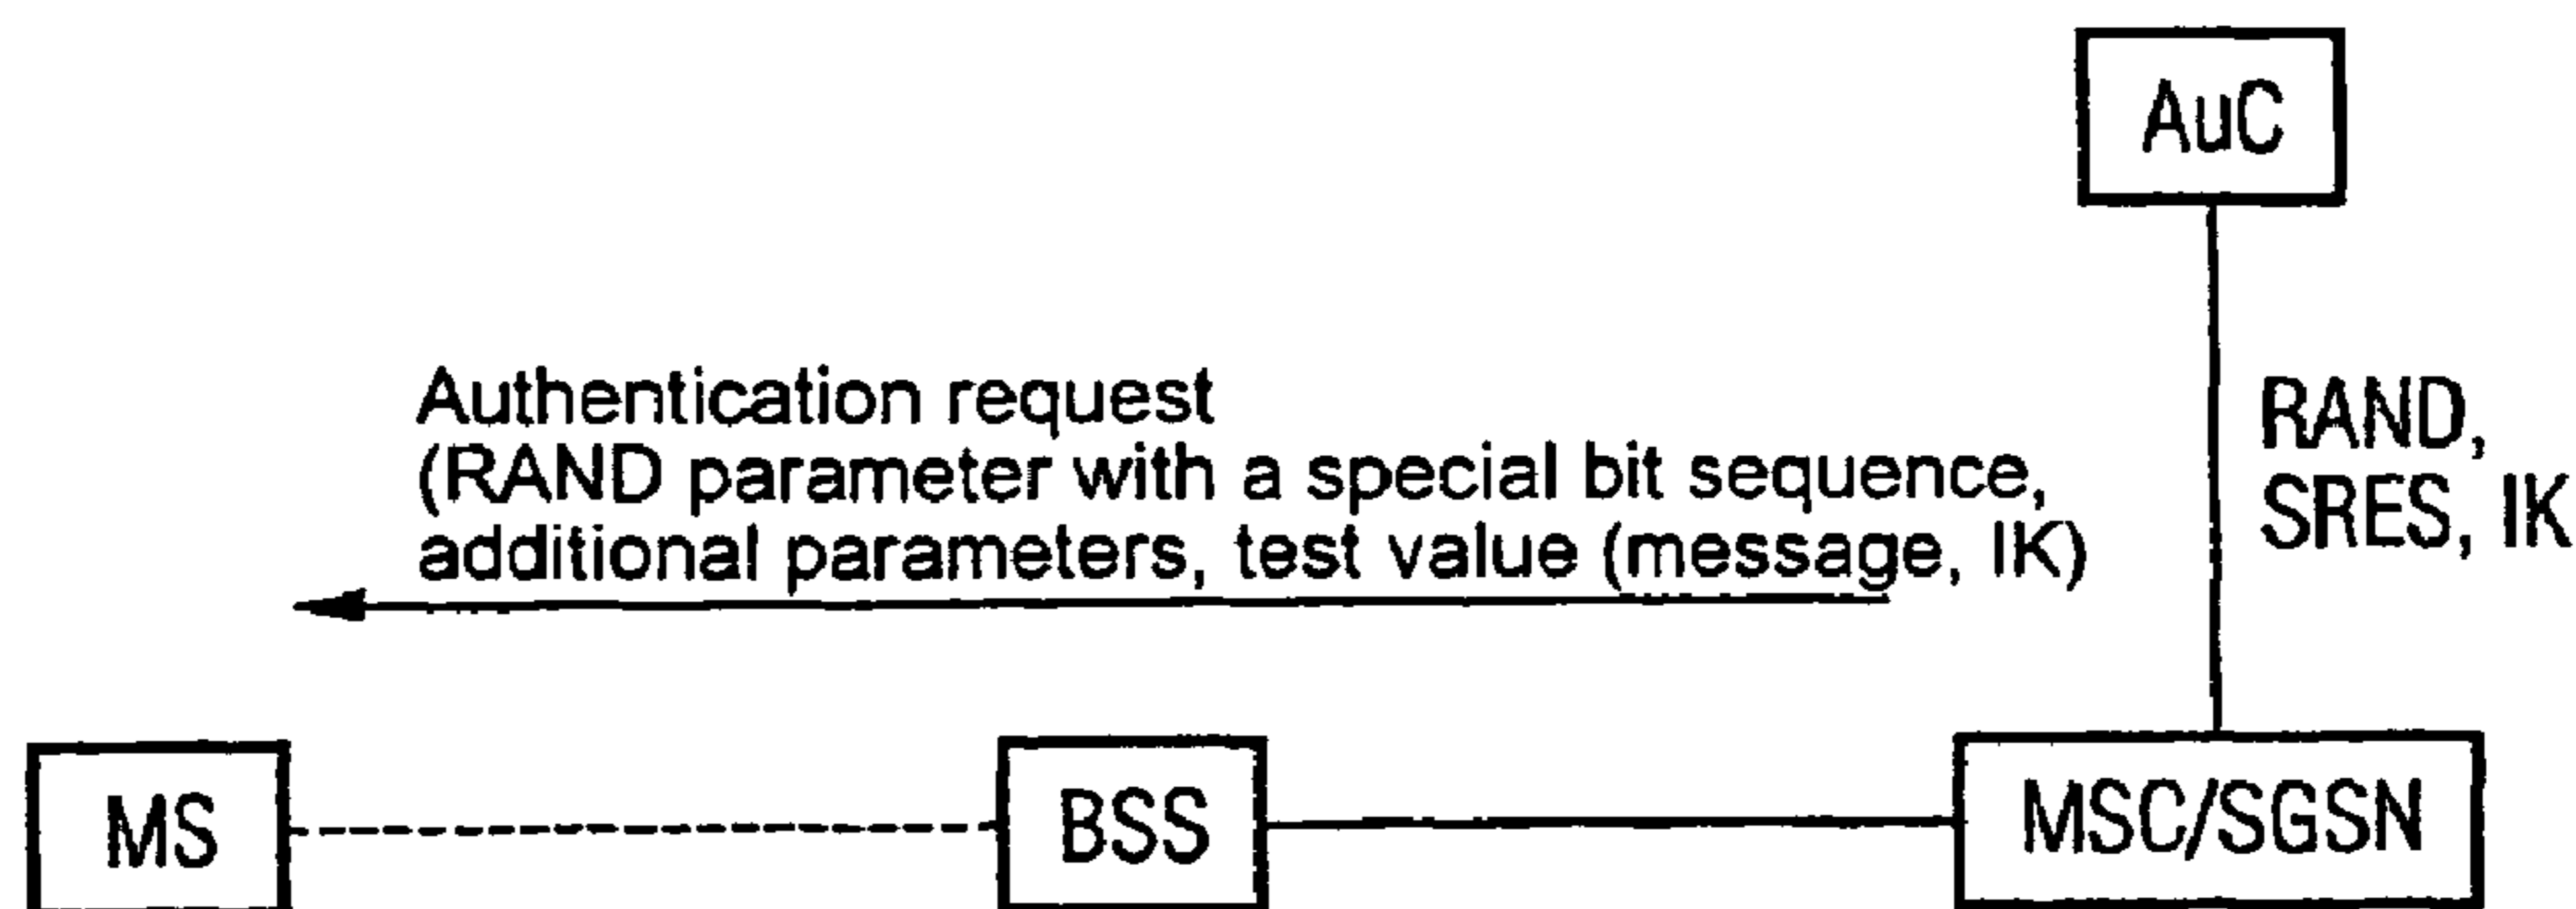 AuC
Authentication request
(RAND parameter with a special bit sequence,
additional parameters, test value (message, IK)
RAND,
SRES, IK
MS
BSS
MSC/SGSN